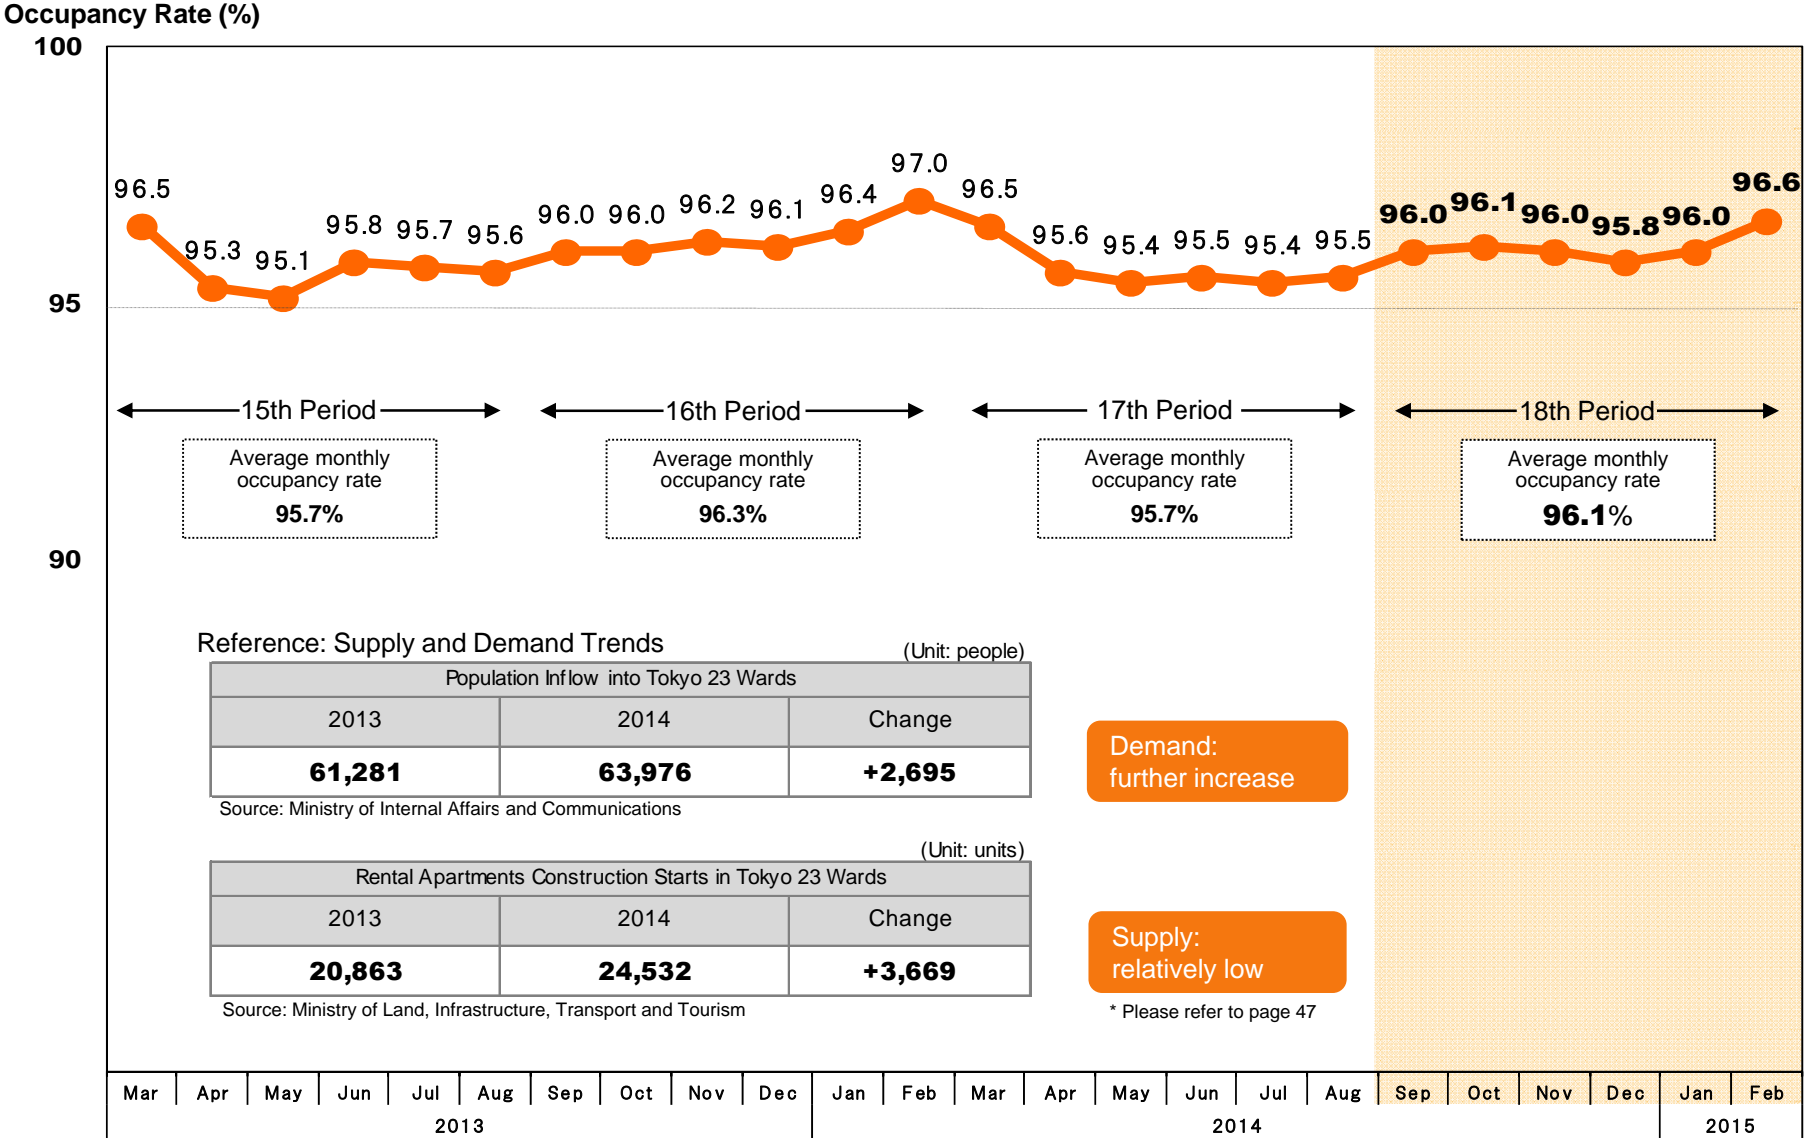 Occupancy Rate (%)
100
97.0
96.5 96.4 96.5 96.6
95.8 95.7 95.6 96.0 96.0 96.2 96.1 96.0 96.1 96.0 95.8 96.0
95.3 95.1 95.6 95.4 95.5 95.4 95.5
95
15th Period 16th Period 17th Period 18th Period
Average monthly Average monthly Average monthly Average monthly
occupancy rate occupancy rate occupancy rate occupancy rate
95.7% 96.3% 95.7% 96.1%
90
Reference: Supply and Demand Trends (Unit: people)
Population Inflow into Tokyo 23 Wards
2013 2014 Change
61,281 63,976 +2,695
Source: Ministry of Internal Affairs and Communications
Demand:
further increase
(Unit: units)
Rental Apartments Construction Starts in Tokyo 23 Wards
2013 2014 Change
20,863 24,532 +3,669
Source: Ministry of Land, Infrastructure, Transport and Tourism
Supply:
relatively low
* Please refer to page 47
Mar Apr May Jun Jul Aug Sep Oct Nov Dec Jan Feb Mar Apr May Jun Jul Aug Sep Oct Nov Dec Jan Feb
2013 2014 2015